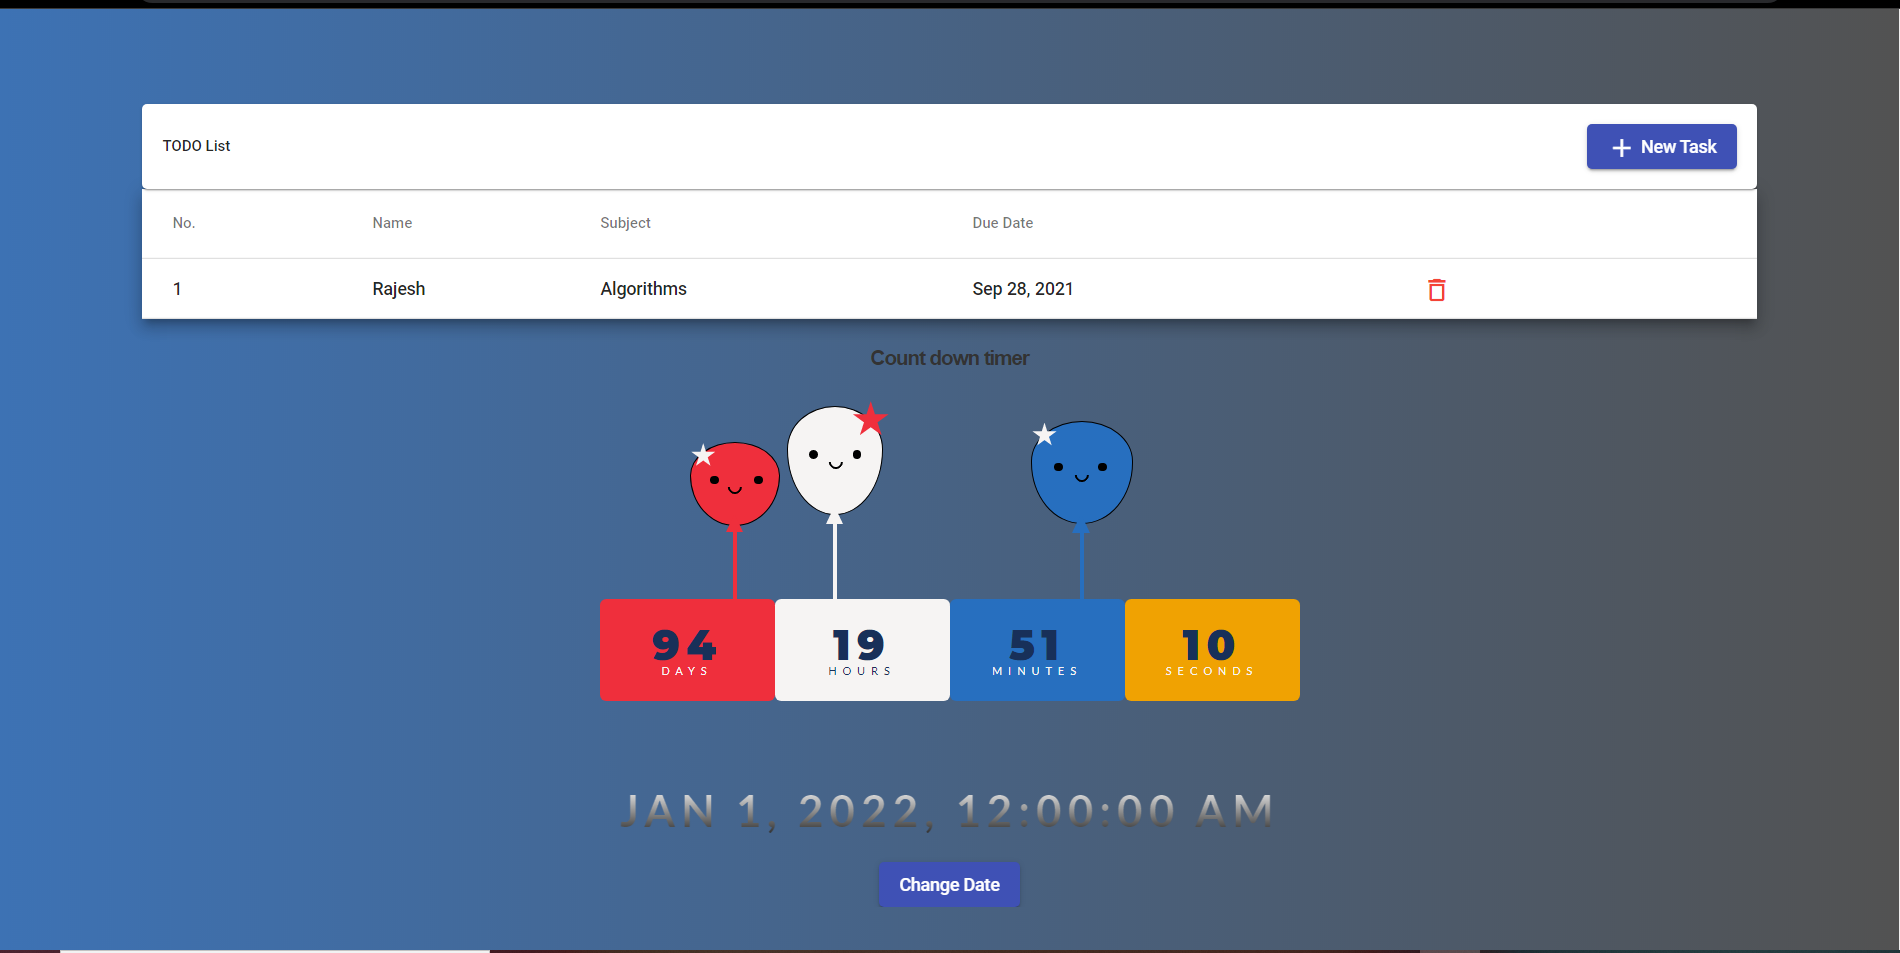 TODO List
New Task
No. Name Subject Due Date
1 Rajesh Algorithms Sep 28, 2021
Count down timer
94 19 51 10
DAYS HOURS MINUTES SECONDS
JAN 1, 2022, 12:00:00 AM
Change Date